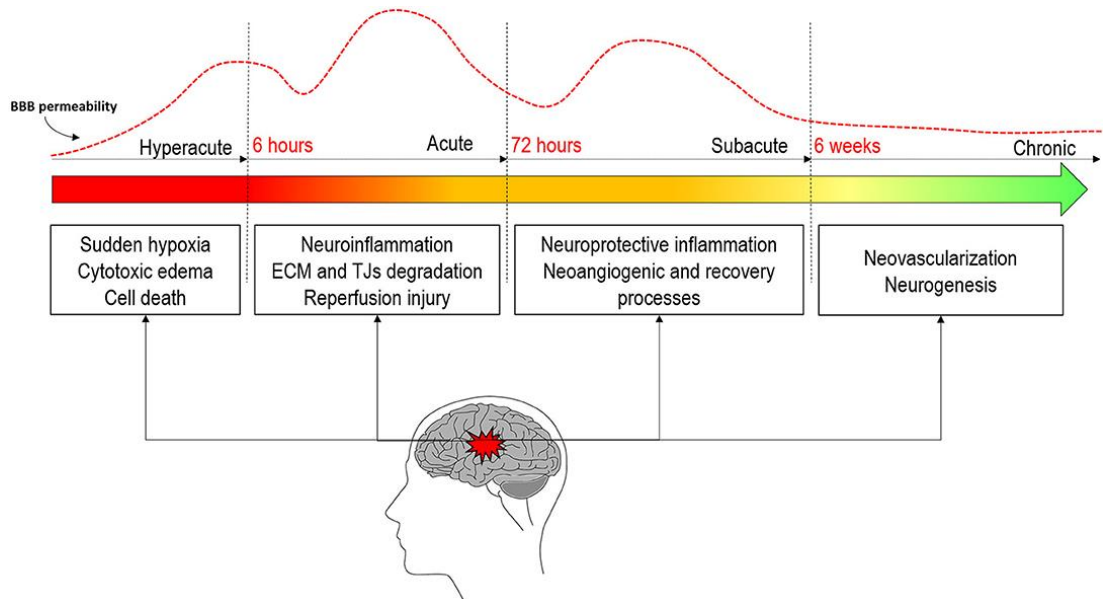 BBB permeability
Hyperacute
6 hours
Acute
72 hours
Subacute
6 weeks
Chronic
Sudden hypoxia
Cytotoxic edema
Cell death
Neuroinflammation
ECM and TJs degradation
Reperfusion injury
Neuroprotective inflammation
Neoangiogenic and recovery
processes
Neovascularization
Neurogenesis